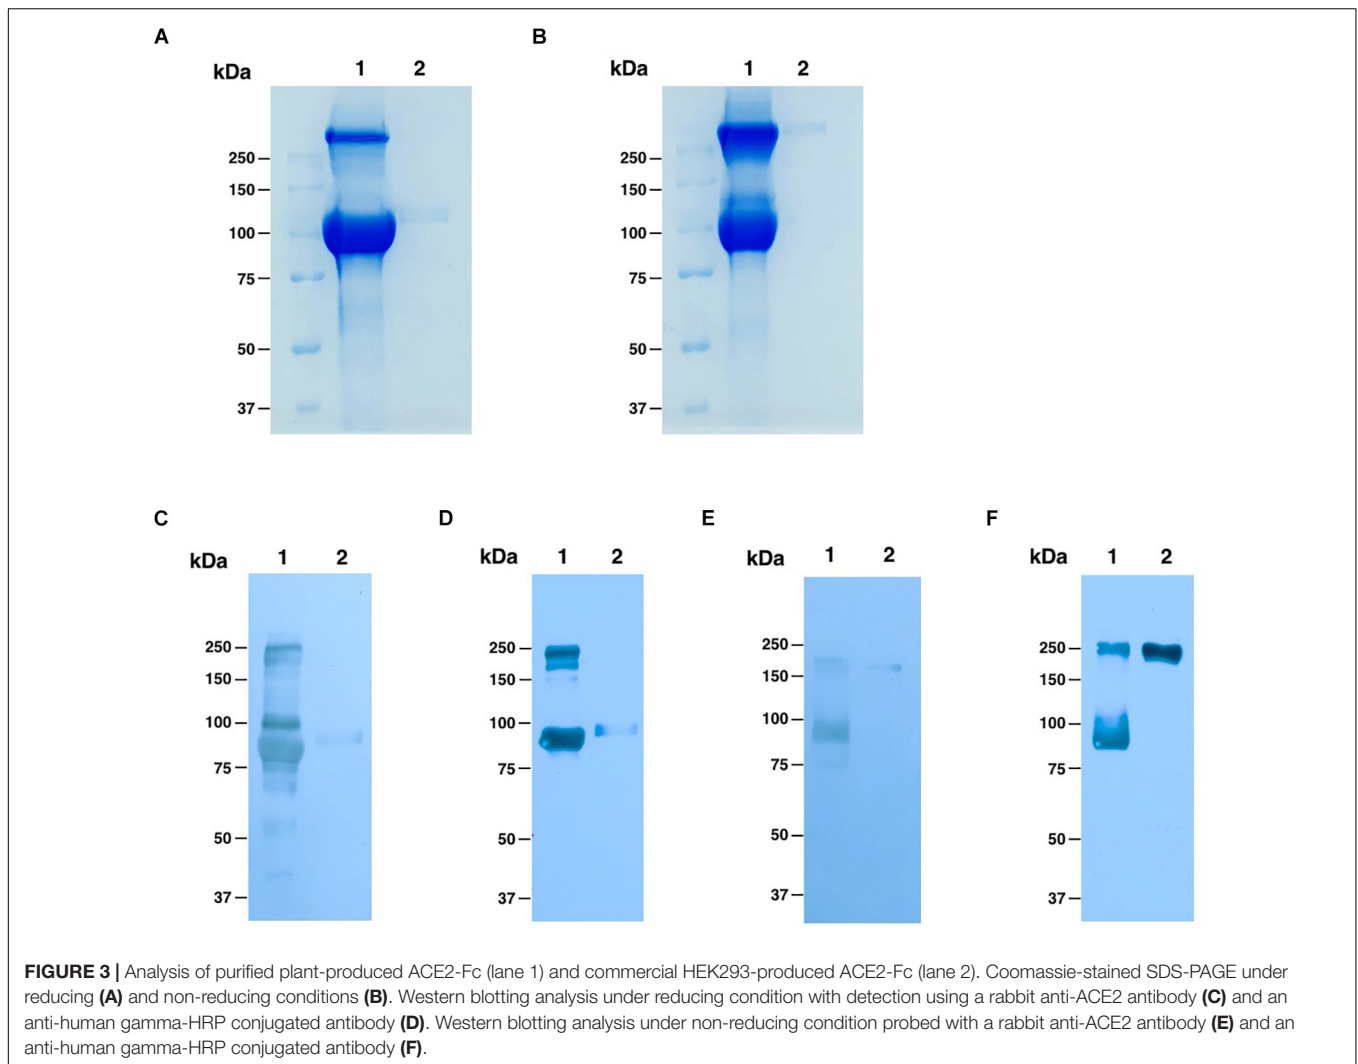 A
B
kDa 1 2
kDa 1 2
250
150
100
75
50
37
250
150
100
75
50
37
C
D
E
F
kDa 1 2
kDa 1 2
kDa 1 2
kDa 1 2
250
150
100
75
50
37
250
150
100
75
50
37
250
150
100
75
50
37
250
150
100
75
50
37
FIGURE 3 | Analysis of purified plant-produced ACE2-Fc (lane 1) and commercial HEK293-produced ACE2-Fc (lane 2). Coomassie-stained SDS-PAGE under
reducing (A) and non-reducing conditions (B). Western blotting analysis under reducing condition with detection using a rabbit anti-ACE2 antibody (C) and an
anti-human gamma-HRP conjugated antibody (D). Western blotting analysis under non-reducing condition probed with a rabbit anti-ACE2 antibody (E) and an
anti-human gamma-HRP conjugated antibody (F).